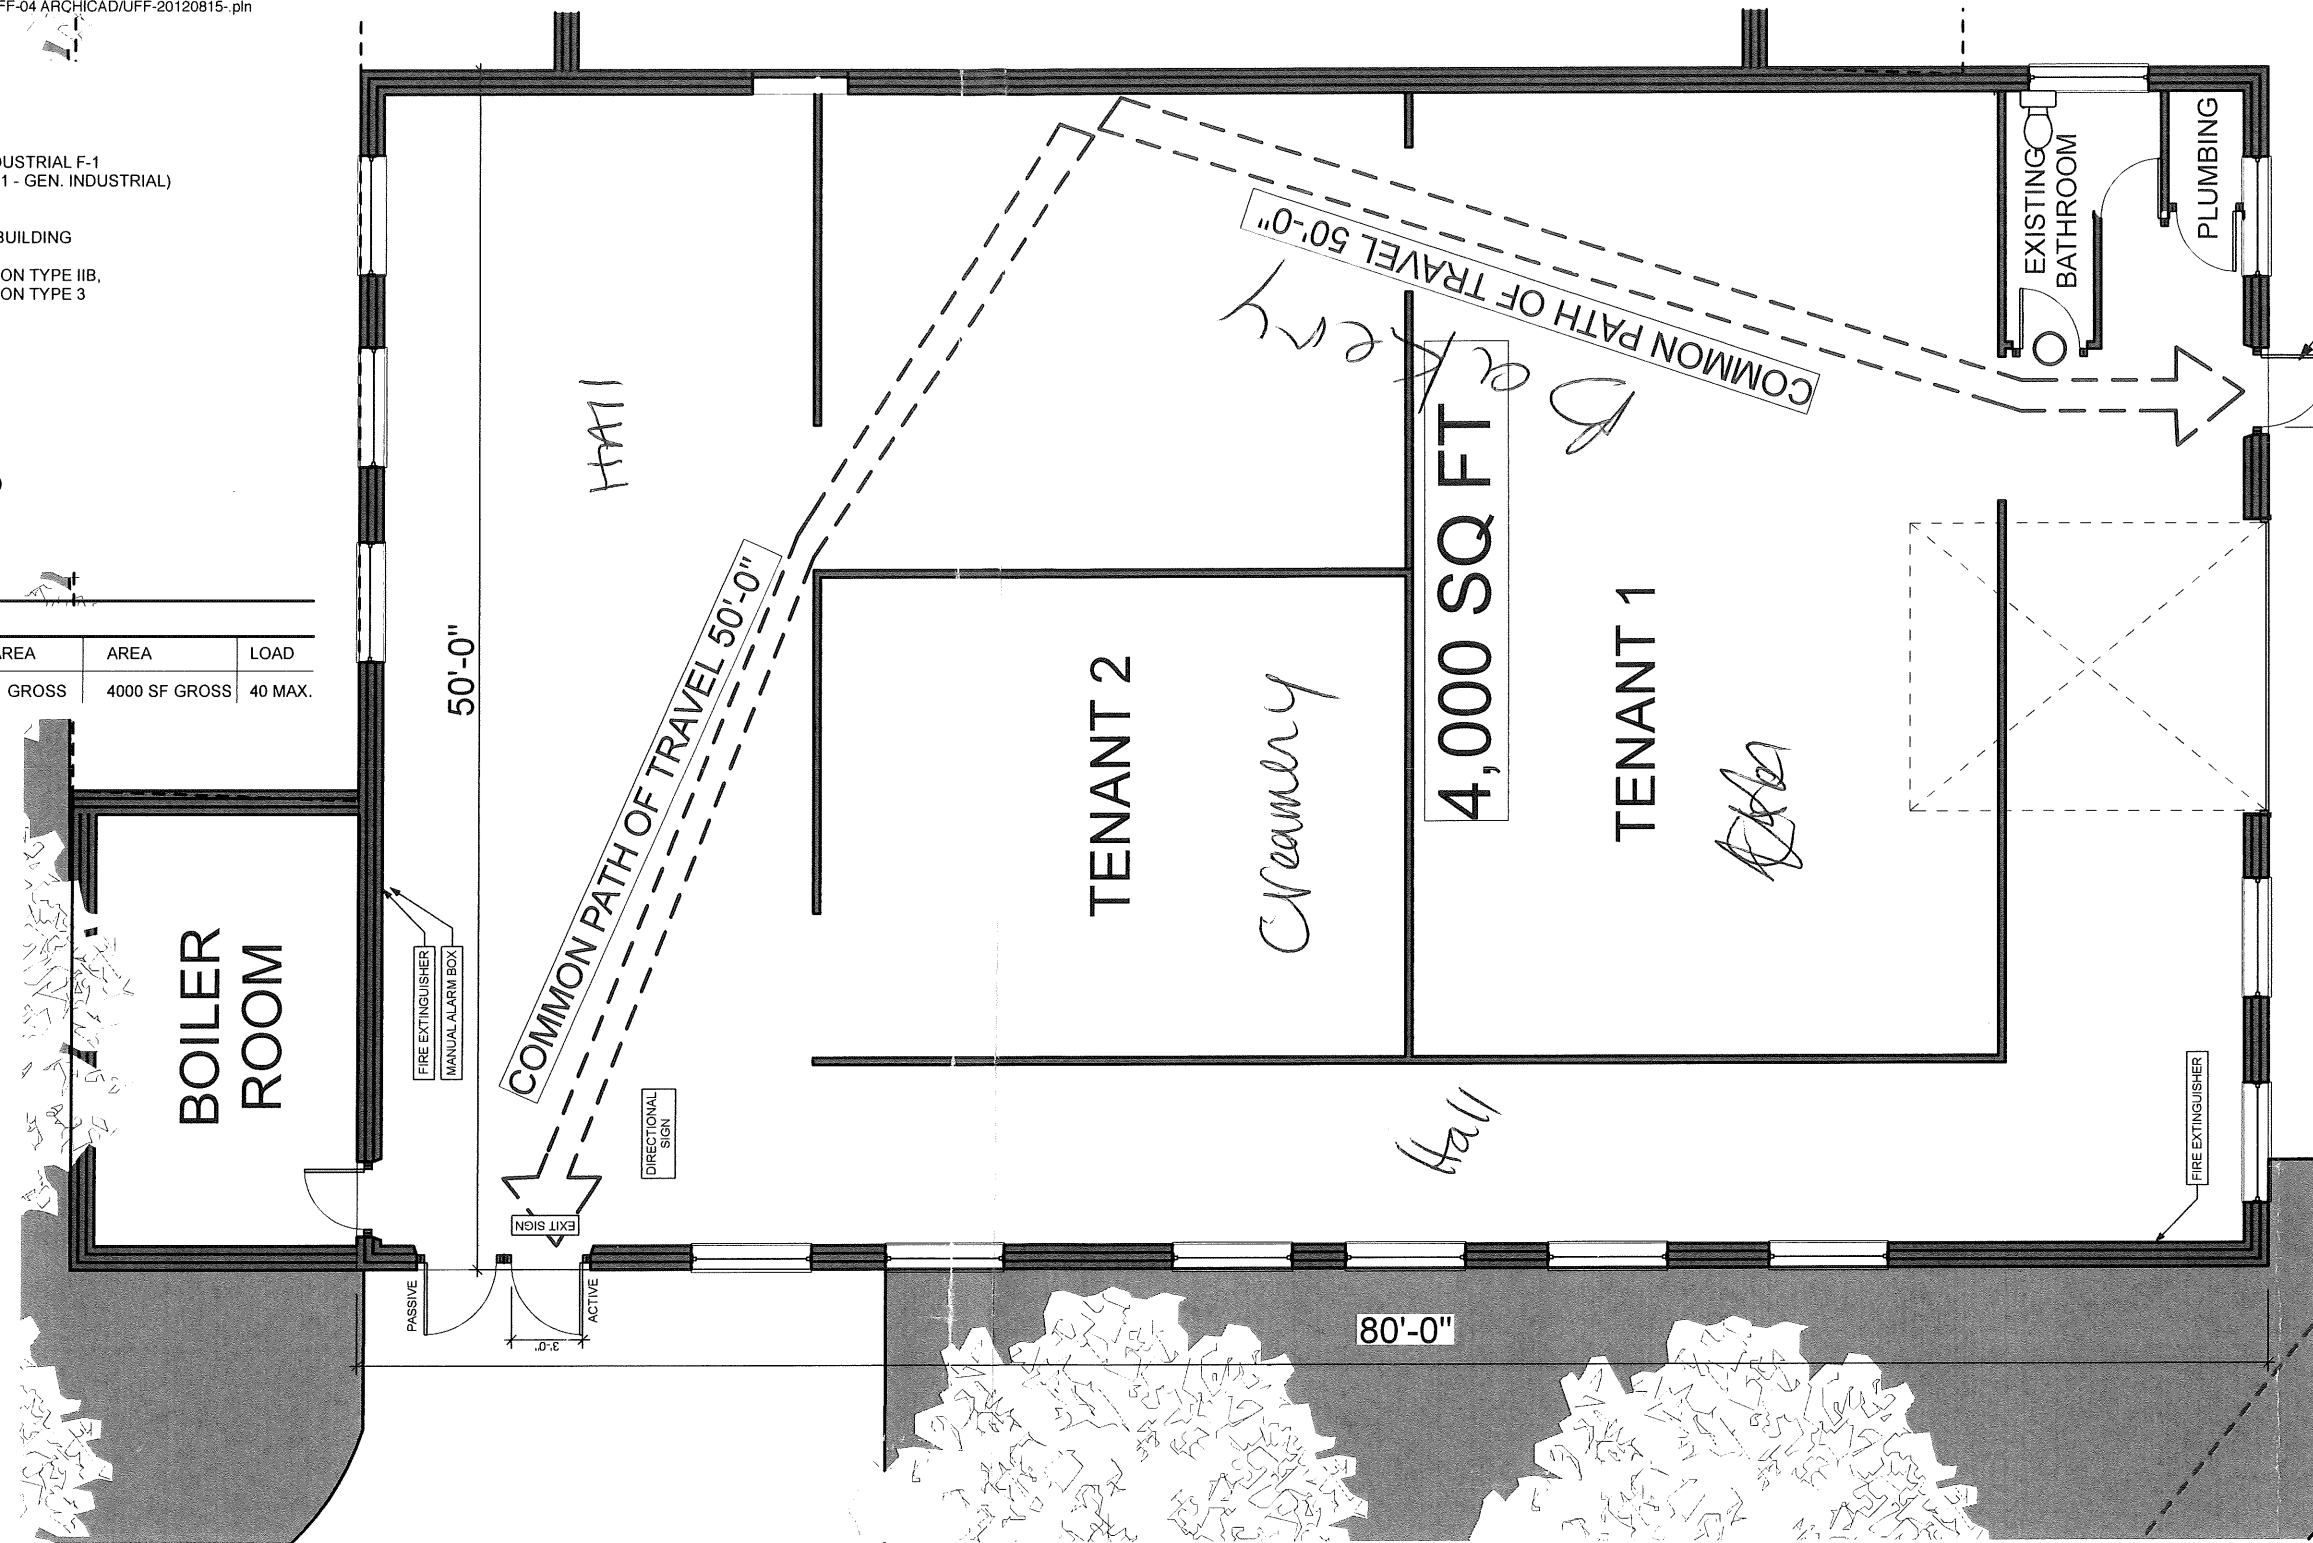 FF-04 ARCHICAD/UFF-20120815-.pln
DUSTRIAL F-1
1 - GEN. INDUSTRIAL)
BUILDING
ON TYPE IIB,
ON TYPE 3
AREA
AREA
LOAD
GROSS
4000 SF GROSS
40 MAX.
50'-0"
HAll
COMMON PATH OF TRAVEL 50'-0"
COMMON PATH OF TRAVEL 50'-0"
Bakery
EXISTING
BATHROOM
PLUMBING
TENANT 2
Creamery
4,000 SQ FT
TENANT 1
BOILER
ROOM
FIRE EXTINGUISHER
MANUAL ALARM BOX
DIRECTIONAL
SIGN
EXIT SIGN
Hall
FIRE EXTINGUISHER
PASSIVE
ACTIVE
3'-0"
80'-0"